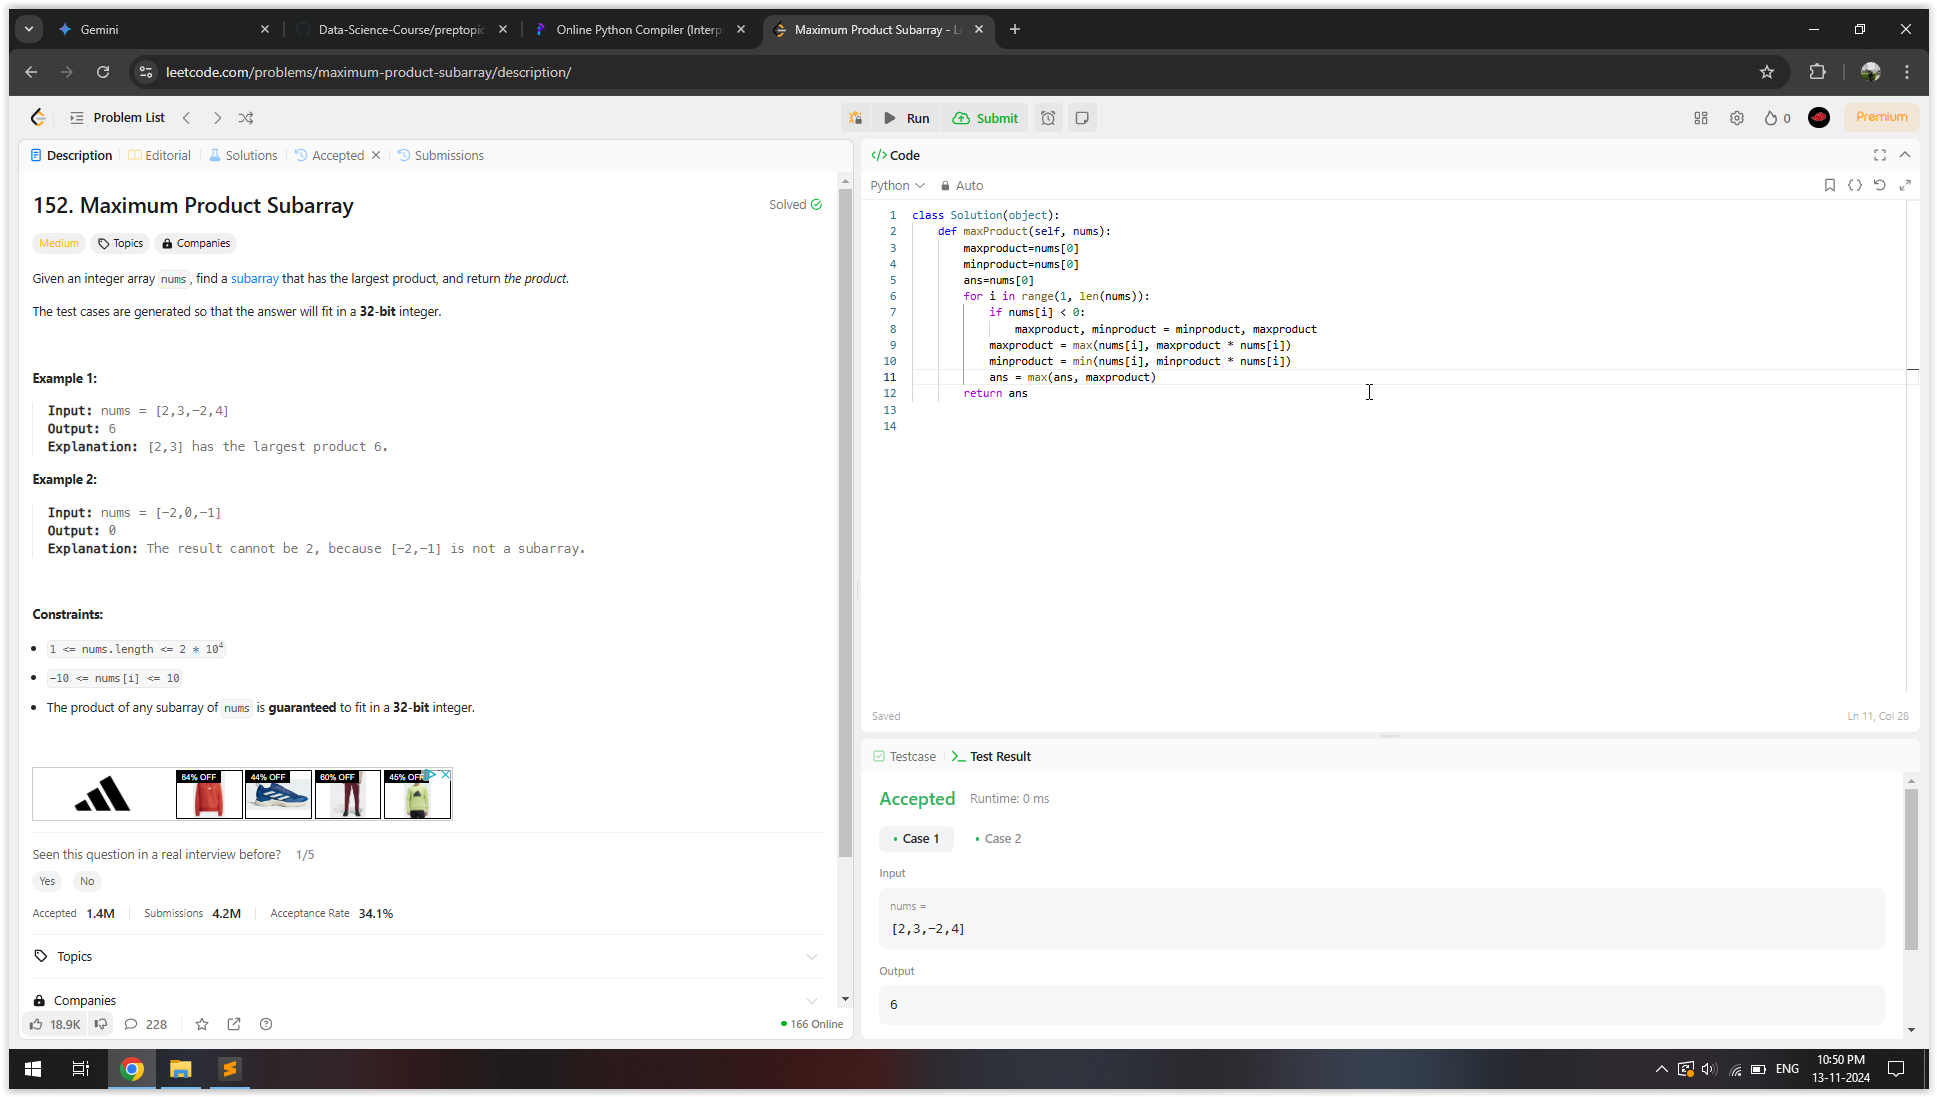 Gemini
Data-Science-Course/preptopic
Online Python Compiler (Interp
Maximum Product Subarray - L
leetcode.com/problems/maximum-product-subarray/description/
Problem List
Run
Submit
0
Premium
Description
Editorial
Solutions
Accepted
Submissions
152. Maximum Product Subarray
Solved
Medium
Topics
Companies
Given an integer array nums, find a subarray that has the largest product, and return the product.
The test cases are generated so that the answer will fit in a 32-bit integer.
Example 1:
Input: nums = [2,3,-2,4]
Output: 6
Explanation: [2,3] has the largest product 6.
Example 2:
Input: nums = [-2,0,-1]
Output: 0
Explanation: The result cannot be 2, because [-2,-1] is not a subarray.
Constraints:
1 <= nums.length <= 2 * 10⁴
-10 <= nums[i] <= 10
The product of any subarray of nums is guaranteed to fit in a 32-bit integer.
64% OFF
44% OFF
60% OFF
45% OFF
Seen this question in a real interview before? 1/5
Yes
No
Accepted 1.4M
Submissions 4.2M
Acceptance Rate 34.1%
Topics
Companies
18.9K
228
166 Online
</> Code
Python
Auto
1 class Solution(object):
2 def maxProduct(self, nums):
3 maxproduct=nums[0]
4 minproduct=nums[0]
5 ans=nums[0]
6 for i in range(1, len(nums)):
7 if nums[i] < 0:
8 maxproduct, minproduct = minproduct, maxproduct
9 maxproduct = max(nums[i], maxproduct * nums[i])
10 minproduct = min(nums[i], minproduct * nums[i])
11 ans = max(ans, maxproduct)
12 return ans
13
14
Saved
Ln 11, Col 28
Testcase
Test Result
Accepted
Runtime: 0 ms
Case 1
Case 2
Input
nums =
[2,3,-2,4]
Output
6
ENG
10:50 PM
13-11-2024